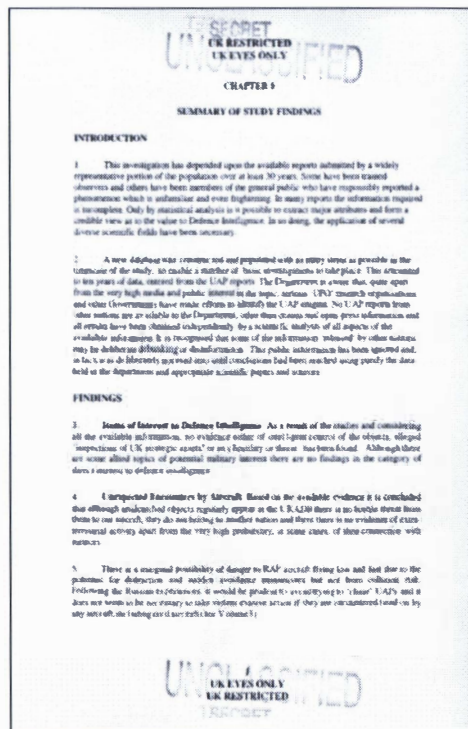 SECRET
UNCLASSIFIED
UK RESTRICTED
UK EYES ONLY
CHAPTER
SUMMARY OF STUDY FINDINGS
INTRODUCTION
1 This investigation has depended upon the available reports submitted by a widely
representative portion of the population over at least 30 years. Some have been trained
observers and others have been members of the general public who have responsibly reported a
phenomenon which is unfamiliar and even frightening. In many reports the information required
is incomplete. Only by statistical analysis is it possible to extract major attributes and form a
credible view as to the value to Defence Intelligence. In so doing, the application of several
diverse scientific fields have been necessary.
2 A new database was constructed and populated with as many items as possible in the
timescale of the study, to enable a number of basic investigations to take place. This amounted
to ten years of data, entered from the UAP reports. The Department is aware that, quite apart
from the very high media and public interest in the topic, serious 'UFO' research organisations
and other Governments have made efforts to identify the UAP enigma. No UAP reports from
other nations are available to the Department, other than press information and
all results have been obtained independently by a scientific analysis of all aspects of the
available information. It is recognised that some of the information 'released' by other nations
may be deliberate debunking or disinformation. This public information has been ignored and,
in fact, was deliberately not until conclusions had been reached using purely the data
held in the department and appropriate scientific papers and
FINDINGS
3 Items of Interest to Defence Intelligence. As a result of the studies and considering
all the available information, no evidence either of intelligent control of the objects, alleged
'inspections of UK strategic assets' or any hostility or threat has been found. Although there
are some allied topics of potential military interest there are no findings in the category of
direct interest to defence intelligence.
4 Unexpected Encounters by Aircraft. Based on the available evidence it is concluded
that although unidentified objects regularly appear in the UKADR there is no hostile threat from
them to our aircraft, they do not belong to another nation and there is no evidence of extra-
terrestrial activity apart from the very high probability, in some cases, of their connection with
meteors.
5 There is a marginal possibility of danger to RAF aircraft flying low and fast due to the
potential for distraction and sudden avoidance manoeuvres but not from collision risk.
Following the Russian experiences, it would be prudent to avoid trying to 'chase' UAPs and it
does not seem to be necessary to take violent evasive action if they are encountered head-on by
any aircraft, including civil aircraft (See Volume 3)
UNCLASSIFIED
UK EYES ONLY
UK RESTRICTED
SECRET